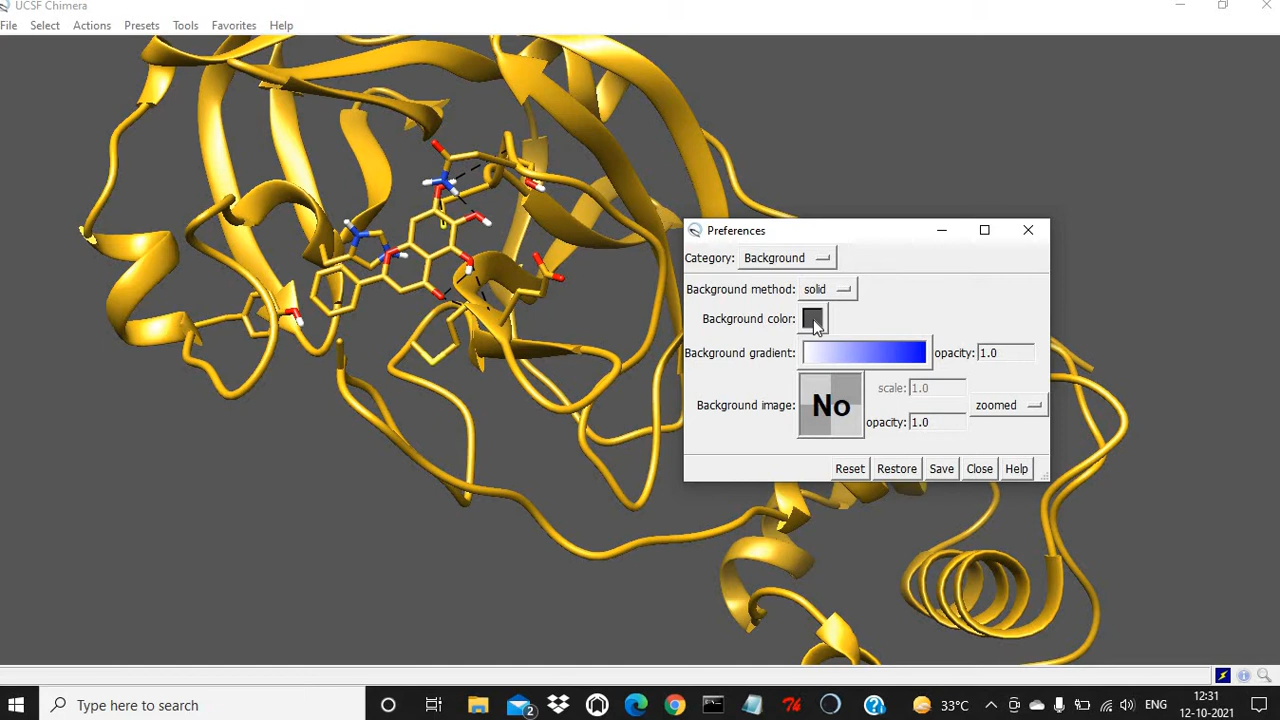 UCSF Chimera
File Select Actions Presets Tools Favorites Help
Preferences
Category: Background
Background method: solid
Background color:
Background gradient: opacity: 1.0
Background image: No scale: 1.0 zoomed
opacity: 1.0
Reset Restore Save Close Help
Type here to search
2
33°C
ENG
12:31
12-10-2021